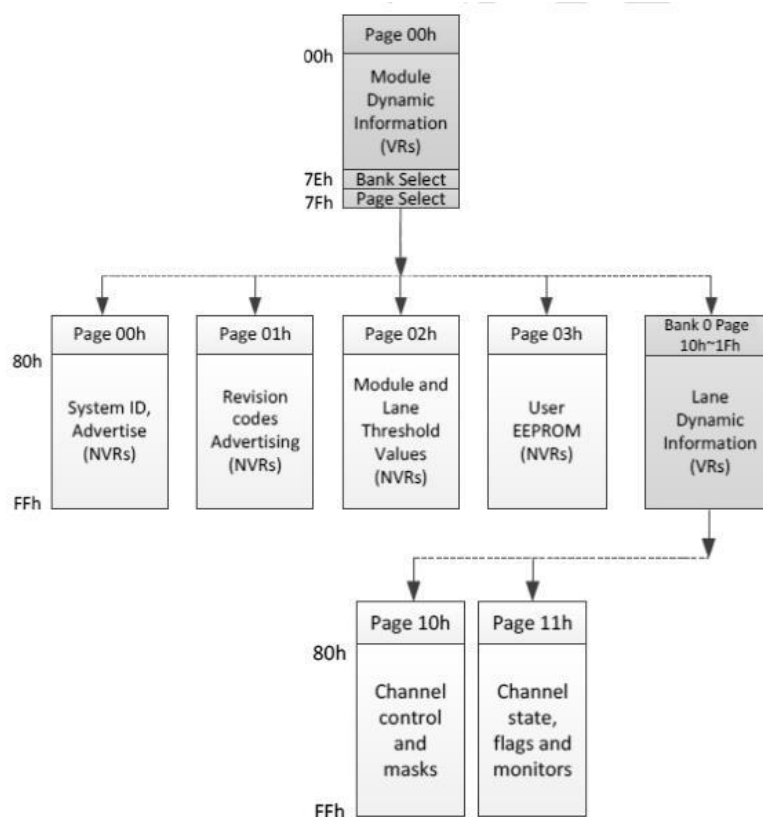 Page 00h
00h
Module
Dynamic
Information
(VRs)
7Eh
Bank Select
7Fh
Page Select
Page 00h
80h
System ID,
Advertise
(NVRs)
FFh
Page 01h
Revision
codes
Advertising
(NVRs)
Page 02h
Module and
Lane
Threshold
Values
(NVRs)
Page 03h
User
EEPROM
(NVRs)
Bank 0 Page
10h~1Fh
Lane
Dynamic
Information
(VRs)
Page 10h
80h
Channel
control
and
masks
FFh
Page 11h
Channel
state,
flags and
monitors